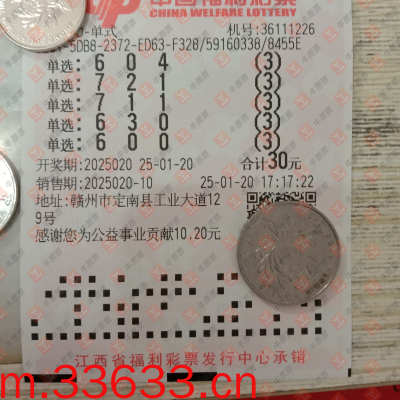 中国福利彩票
CHINA WELFARE LOTTERY
-单式 机号:36111226
-5DB8-2372-ED63-F328/59160338/8455E
单选: 6 0 4 (3)
单选: 7 2 1 (3)
单选: 7 1 1 (3)
单选: 6 3 0 (3)
单选: 6 0 0 (3)
开奖期:2025020 25-01-20 合计30元
销售期:2025020-10 25-01-20 17:17:22
地址:赣州市定南县工业大道12
9号
感谢您为公益事业贡献10.20元
江西省福利彩票发行中心承销
m.33633.cn